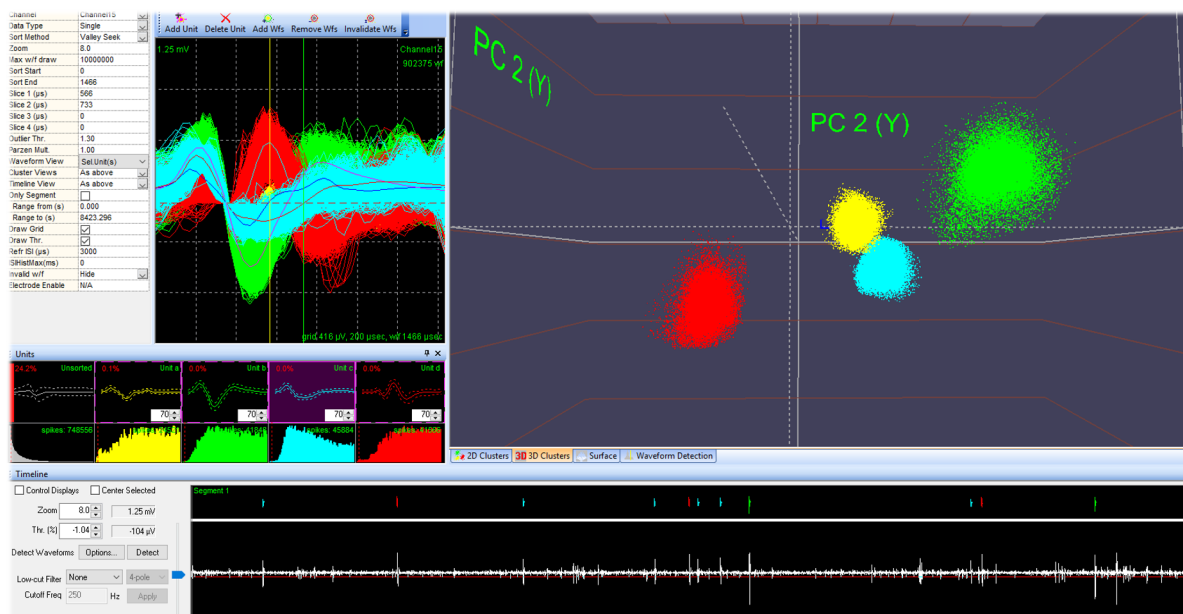 Channel Channel15
Data Type Single
Sort Method Valley Seek
Zoom 8.0
Max w/f draw 10000000
Sort Start 0
Sort End 1466
Slice 1 (µs) 566
Slice 2 (µs) 733
Slice 3 (µs) 0
Slice 4 (µs) 0
Outlier Thr. 1.30
Parzen Mult. 1.00
Waveform View Sel.Unit(s)
Cluster Views As above
Timeline View As above
Only Segment
Range from (s) 0.000
Range to (s) 8423.296
Draw Grid
Draw Thr.
Refr ISI (µs) 3000
ISIHistMax(ms) 0
Invalid w/f Hide
Electrode Enable N/A
Add Unit Delete Unit Add Wfs Remove Wfs Invalidate Wfs
1.25 mV Channel15
902375 wf
grid 416 µV, 200 µsec, wf 1466 µsec
PC 2 (Y)
PC 2 (Y)
Units
24.2% Unsorted 0.1% Unit a 0.0% Unit b 0.0% Unit c 0.0% Unit d
70 70 70 70
spikes: 748556 spikes: 45884
2D Clusters 3D Clusters Surface Waveform Detection
Timeline
Control Displays Center Selected
Zoom 8.0 1.25 mV
Thr. (%) -1.04 -104 µV
Detect Waveforms Options... Detect
Low-cut Filter None 4-pole
Cutoff Freq 250 Hz Apply
Segment 1